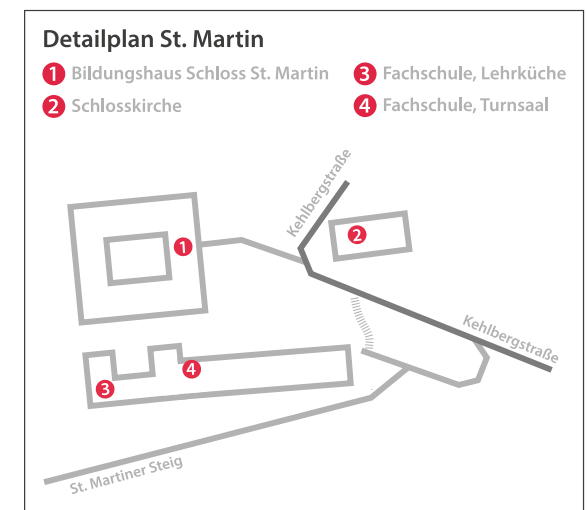 Detailplan St. Martin
1 Bildungshaus Schloss St. Martin
2 Schlosskirche
3 Fachschule, Lehrküche
4 Fachschule, Turnsaal
Kehlbergstraße
2
1
Kehlbergstraße
4
3
St. Martiner Steig